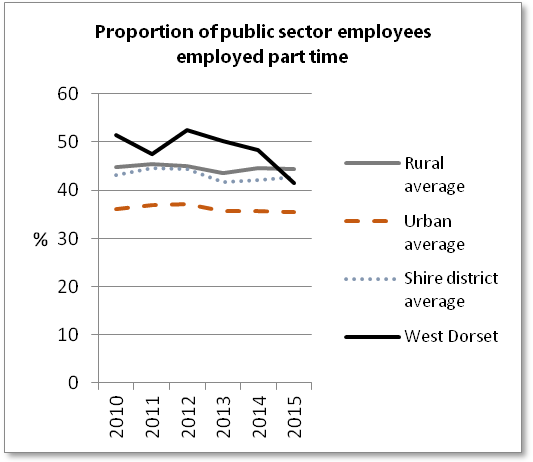 Proportion of public sector employees
employed part time
60
50
40
30
20
10
0
%
2010
2011
2012
2013
2014
2015
Rural
average
Urban
average
Shire district
average
West Dorset